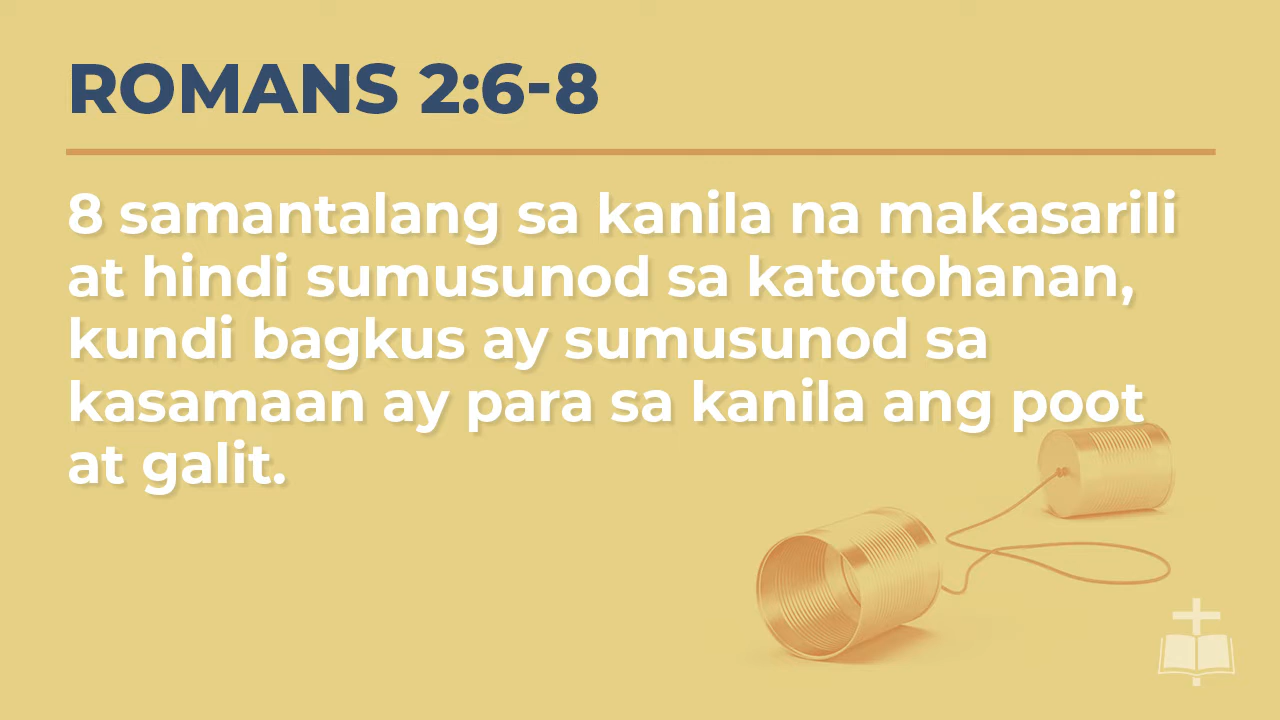 ROMANS 2:6-8
8 samantalang sa kanila na makasarili
at hindi sumusunod sa katotohanan,
kundi bagkus ay sumusunod sa
kasamaan ay para sa kanila ang poot
at galit.